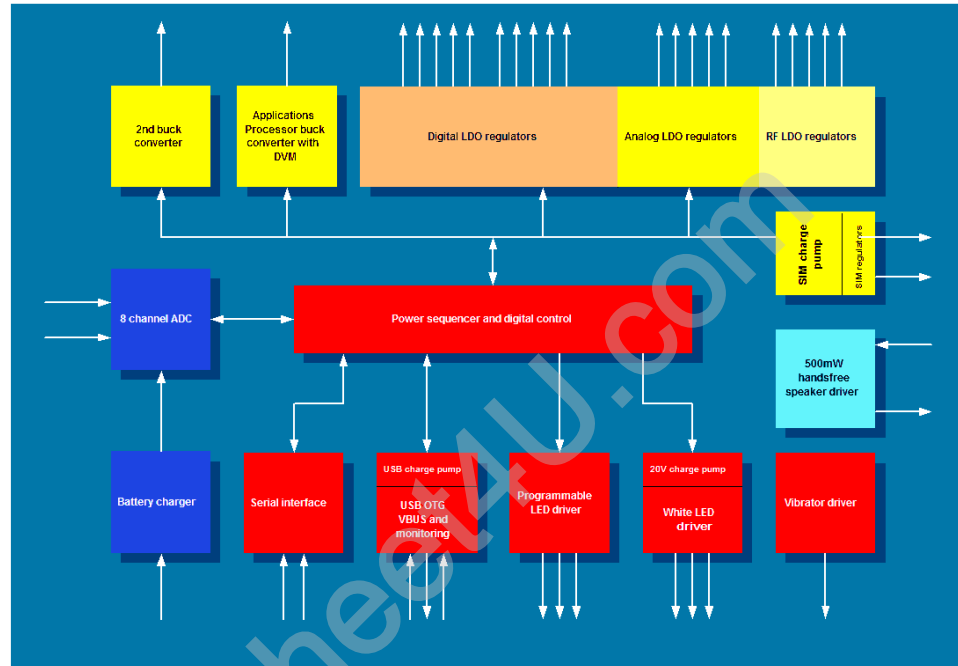 2nd buck
converter
Applications
Processor buck
converter with
DVM
Digital LDO regulators
Analog LDO regulators
RF LDO regulators
SIM charge
pump
SIM regulators
8 channel ADC
Power sequencer and digital control
500mW
handsfree
speaker driver
Battery charger
Serial interface
USB charge pump
USB OTG
VBUS and
monitoring
Programmable
LED driver
20V charge pump
White LED
driver
Vibrator driver
heet4U.com